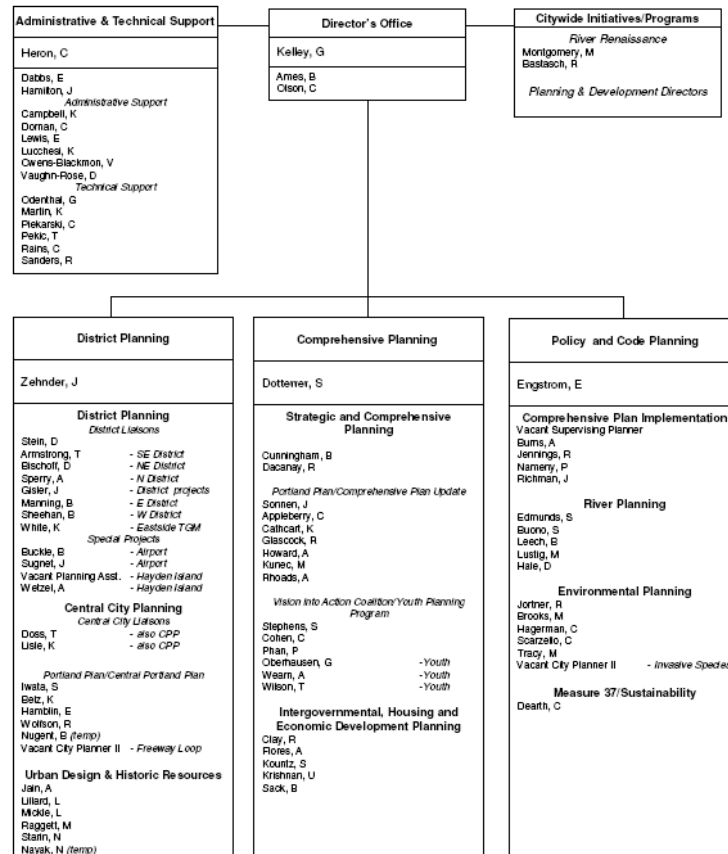 Administrative & Technical Support
Heron, C
Dabbs, E
Hamilton, J
Administrative Support
Campbell, K
Dornan, C
Lewis, E
Lucchesi, K
Owens-Blackmon, V
Vaughn-Rose, D
Technical Support
Odenthal, G
Martin, K
Piekarski, C
Pekic, T
Rains, C
Sanders, R
Director's Office
Kelley, G
Ames, B
Olson, C
Citywide Initiatives/Programs
River Renaissance
Montgomery, M
Bastasch, R
Planning & Development Directors
District Planning
Zehnder, J
District Planning
District Liaisons
Stein, D
Armstrong, T - SE District
Bischoff, D - NE District
Sperry, A - N District
Gisler, J - District projects
Manning, B - E District
Sheehan, B - W District
White, K - Eastside TGM
Special Projects
Buckle, B - Airport
Sugnet, J - Airport
Vacant Planning Asst. - Hayden Island
Wetzel, A - Hayden Island
Central City Planning
Central City Liaisons
Doss, T - also CPP
Lisle, K - also CPP
Portland Plan/Central Portland Plan
Iwata, S
Belz, K
Hamblin, E
Wolfson, R
Nugent, B (temp)
Vacant City Planner II - Freeway Loop
Urban Design & Historic Resources
Jain, A
Lillard, L
Mickle, L
Raggett, M
Starin, N
Nayak, N (temp)
Comprehensive Planning
Dotterrer, S
Strategic and Comprehensive
Planning
Cunningham, B
Dacanay, R
Portland Plan/Comprehensive Plan Update
Sonnen, J
Appleberry, C
Cathcart, K
Glascock, R
Howard, A
Kunec, M
Rhoads, A
Vision into Action Coalition/Youth Planning
Program
Stephens, S
Cohen, C
Phan, P
Oberhausen, G -Youth
Wearn, A -Youth
Wilson, T -Youth
Intergovernmental, Housing and
Economic Development Planning
Clay, R
Flores, A
Kountz, S
Krishnan, U
Sack, B
Policy and Code Planning
Engstrom, E
Comprehensive Plan Implementation
Vacant Supervising Planner
Burns, A
Jennings, R
Nameny, P
Richman, J
River Planning
Edmunds, S
Buono, S
Leech, B
Lustig, M
Hale, D
Environmental Planning
Jortner, R
Brooks, M
Hagerman, C
Scarzello, C
Tracy, M
Vacant City Planner II - Invasive Species
Measure 37/Sustainability
Dearth, C